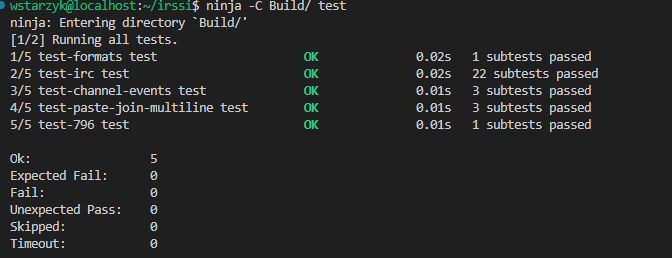 wstarzyk@localhost:~/irssi$ ninja -C Build/ test
ninja: Entering directory `Build/'
[1/2] Running all tests.
1/5 test-formats test OK 0.02s 1 subtests passed
2/5 test-irc test OK 0.02s 22 subtests passed
3/5 test-channel-events test OK 0.01s 3 subtests passed
4/5 test-paste-join-multiline test OK 0.01s 3 subtests passed
5/5 test-796 test OK 0.01s 1 subtests passed
Ok: 5
Expected Fail: 0
Fail: 0
Unexpected Pass: 0
Skipped: 0
Timeout: 0